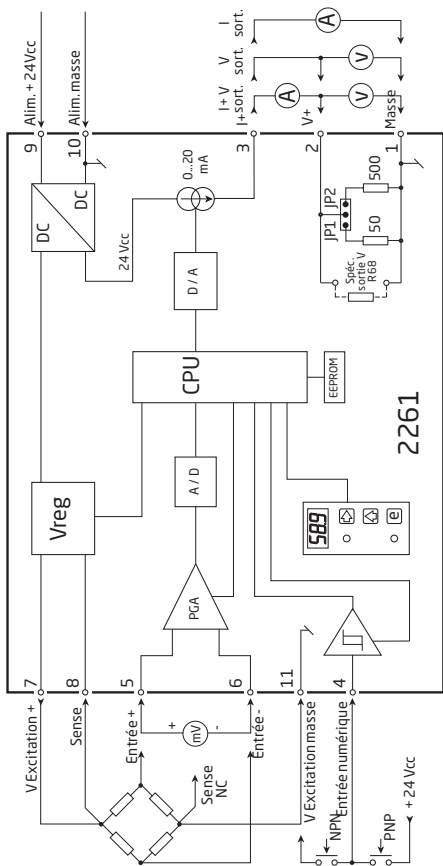 Alim. + 24Vcc
Alim. masse
I+ V sort.
V sort.
I sort.
A
A
V
V
I+
V+
Masse
9
10
3
2
1
DC
DC
24 Vcc
0...20 mA
JP1
JP2
50
500
Spéc. sortie V R 68
D / A
CPU
EEPROM
2261
Vreg
A / D
PGA
58.9
e
7
8
5
6
11
4
V Excitation +
Sense
Entrée +
+
mV
-
Entrée -
Sense NC
V Excitation masse
Entrée numérique
NPN
PNP
+ 24 Vcc